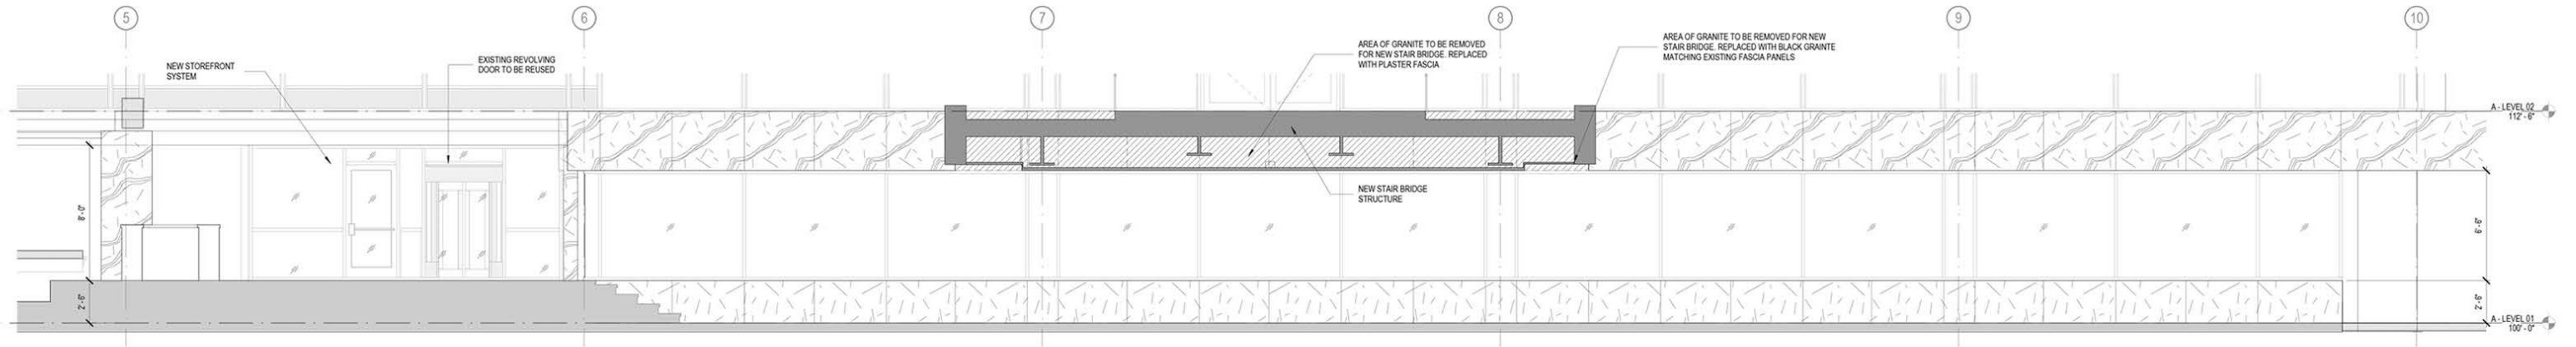 5
6
7
8
9
10
NEW STOREFRONT
SYSTEM
EXISTING REVOLVING
DOOR TO BE REUSED
AREA OF GRANITE TO BE REMOVED
FOR NEW STAIR BRIDGE. REPLACED
WITH PLASTER FASCIA
AREA OF GRANITE TO BE REMOVED FOR NEW
STAIR BRIDGE. REPLACED WITH BLACK GRAINTE
MATCHING EXISTING FASCIA PANELS
A - LEVEL 02
112' - 6"
NEW STAIR BRIDGE
STRUCTURE
8' - 0"
6' - 9"
2' - 6"
2' - 6"
A - LEVEL 01
100' - 0"